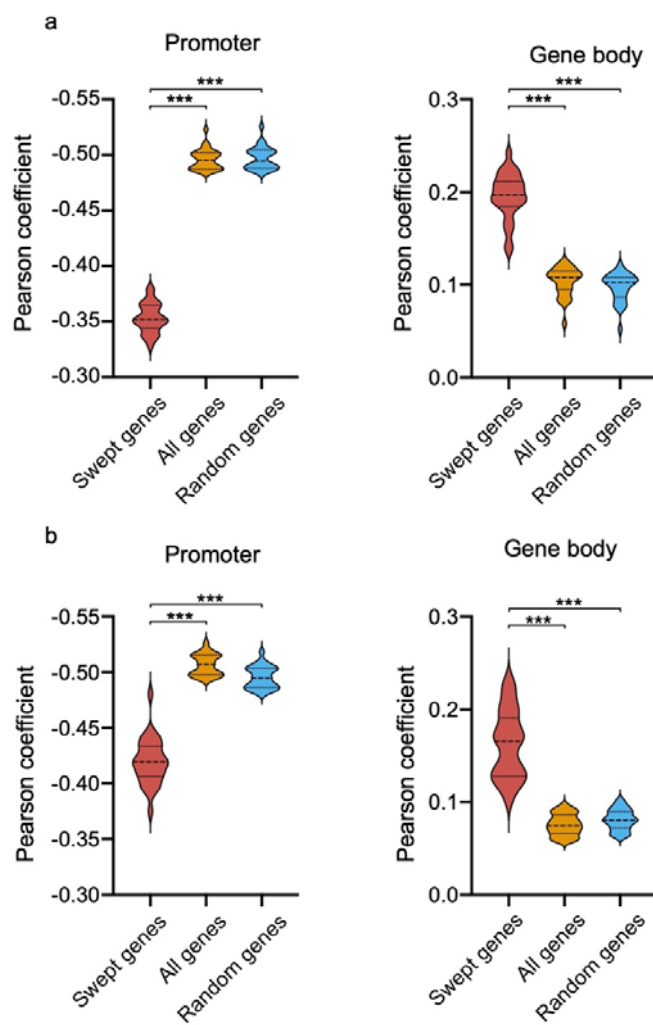 a
Promoter
Gene body
***
***
***
***
Pearson coefficient
-0.55
-0.50
-0.45
-0.40
-0.35
-0.30
Swept genes
All genes
Random genes
Pearson coefficient
0.3
0.2
0.1
0.0
Swept genes
All genes
Random genes
b
Promoter
Gene body
***
***
***
***
Pearson coefficient
-0.55
-0.50
-0.45
-0.40
-0.35
-0.30
Swept genes
All genes
Random genes
Pearson coefficient
0.3
0.2
0.1
0.0
Swept genes
All genes
Random genes